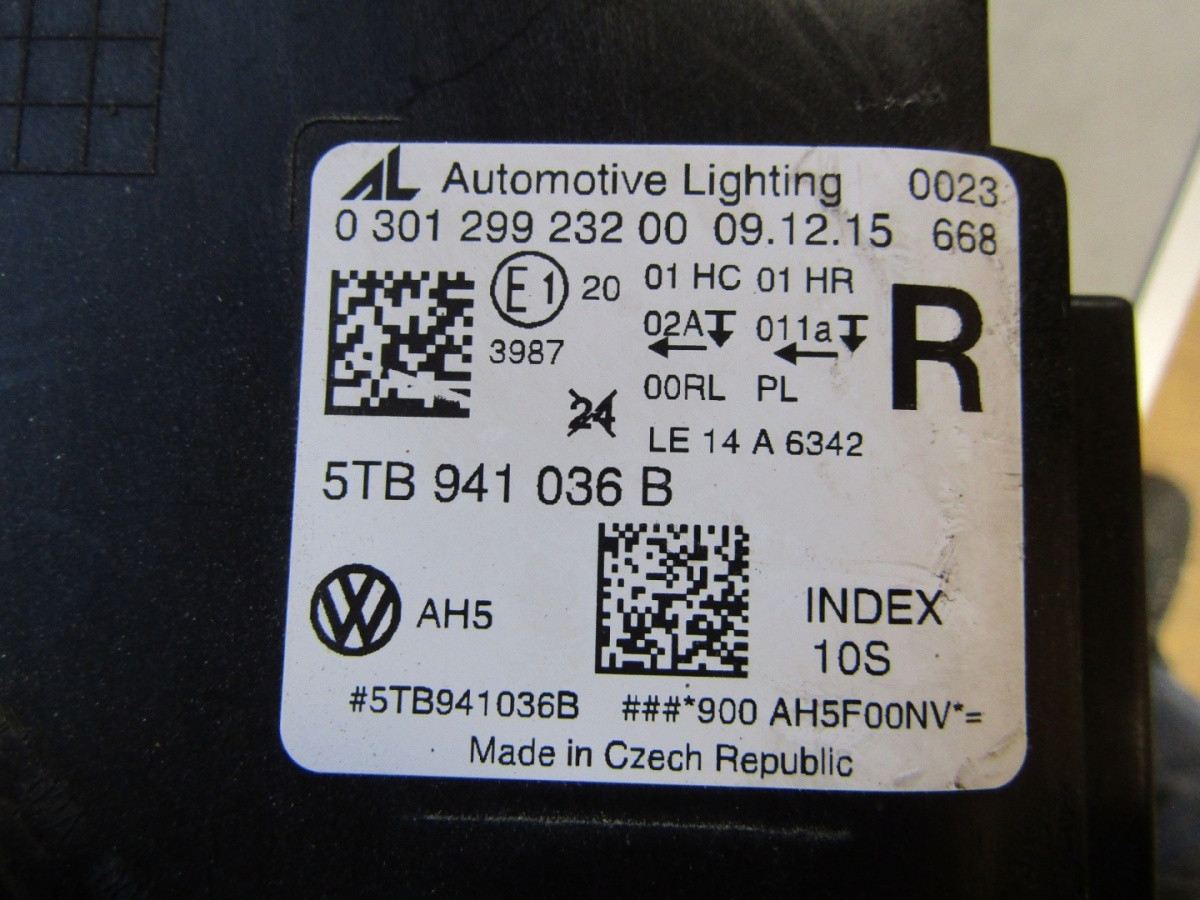 AL Automotive Lighting 0023
0 301 299 232 00 09.12.15 668
E1 20 01 HC 01 HR
3987 02A 011a R
00RL PL
24
LE 14 A 6342
5TB 941 036 B
VW AH5 INDEX
10S
#5TB941036B ###*900 AH5F00NV*=
Made in Czech Republic